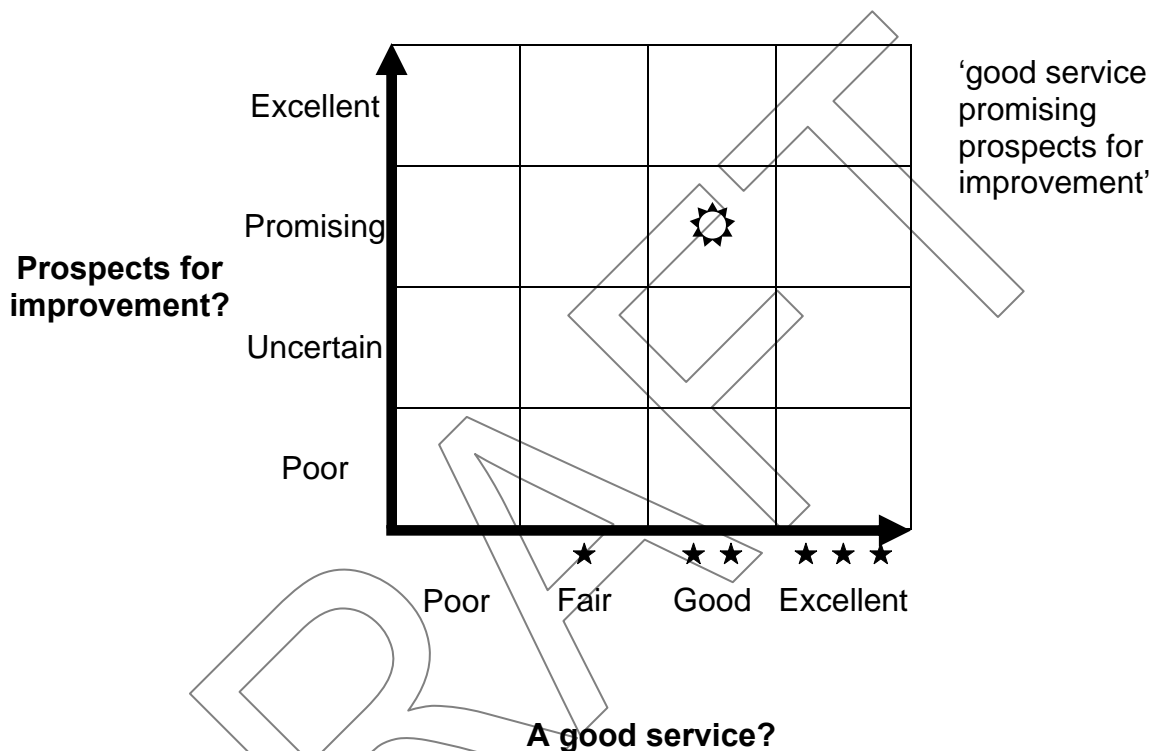 ‘good service
promising
prospects for
improvement’
Excellent
Promising
Prospects for
improvement?
Uncertain
Poor
Poor Fair Good Excellent
A good service?